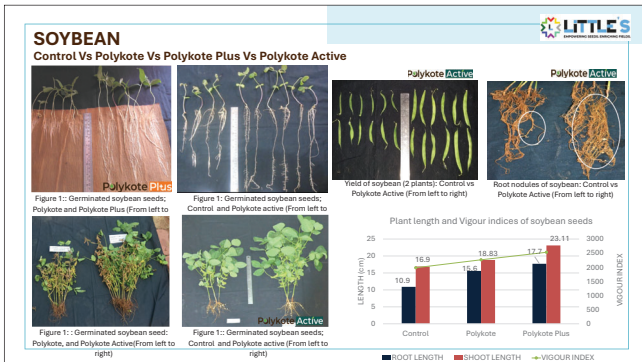 LITTLE'S
EMPOWERING SEEDS, ENRICHING FIELDS.
SOYBEAN
Control Vs Polykote Vs Polykote Plus Vs Polykote Active
Polykote Plus
Figure 1:: Germinated soybean seeds;
Polykote and Polykote Plus (From left to
Figure 1: Germinated soybean seeds;
Control and Polykote active (From left to
Polykote Active
Yield of soybean (2 plants): Control vs
Polykote Active (From left to right)
Polykote Active
Root nodules of soybean: Control vs
Polykote Active (From left to right)
Figure 1: : Germinated soybean seed:
Polykote, and Polykote Active(From left to
right)
Polykote Active
Figure 1:: Germinated soybean seeds;
Control and Polykote active (From left to
right)
Plant length and Vigour indices of soybean seeds
LENGTH (cm)
25
20
15
10
5
0
10.9
16.9
15.6
18.83
17.7
23.11
3000
2500
2000
1500
1000
500
0
VIGOUR INDEX
Control
Polykote
Polykote Plus
ROOT LENGTH
SHOOT LENGTH
VIGOUR INDEX